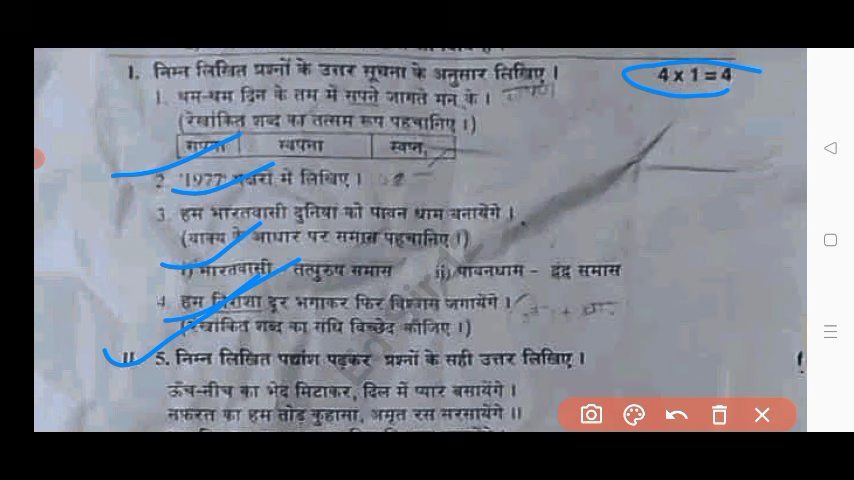 I. निम्न लिखित प्रश्नों के उत्तर सूचना के अनुसार लिखिए । 4 x 1 = 4
1. थम-थम दिन के तम में सुपने जागते मन के ।
(रेखांकित शब्द का तत्सम रूप पहचानिए ।)
सपना स्वपना स्वप्न
2. '1977' अक्षरों में लिखिए ।
3. हम भारतवासी दुनिया को पावन धाम बनायेंगे ।
(वाक्य के आधार पर समास पहचानिए ।)
i) भारतवासी - तत्पुरुष समास ii) पावनधाम - द्वंद्व समास
4. हम निराशा दूर भगाकर फिर विश्वास जगायेंगे ।
(रेखांकित शब्द का संधि विच्छेद कीजिए ।)
II. 5. निम्न लिखित पद्यांश पढ़कर प्रश्नों के सही उत्तर लिखिए ।
ऊँच-नीच का भेद मिटाकर, दिल में प्यार बसायेंगे ।
नफरत का हम तोड़ कुहासा, अमृत रस सरसायेंगे ॥